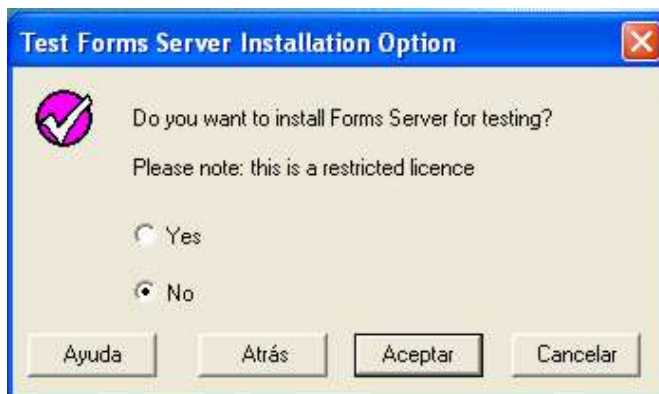 Test Forms Server Installation Option
Do you want to install Forms Server for testing?
Please note: this is a restricted licence
Yes
No
Ayuda Atrás Aceptar Cancelar